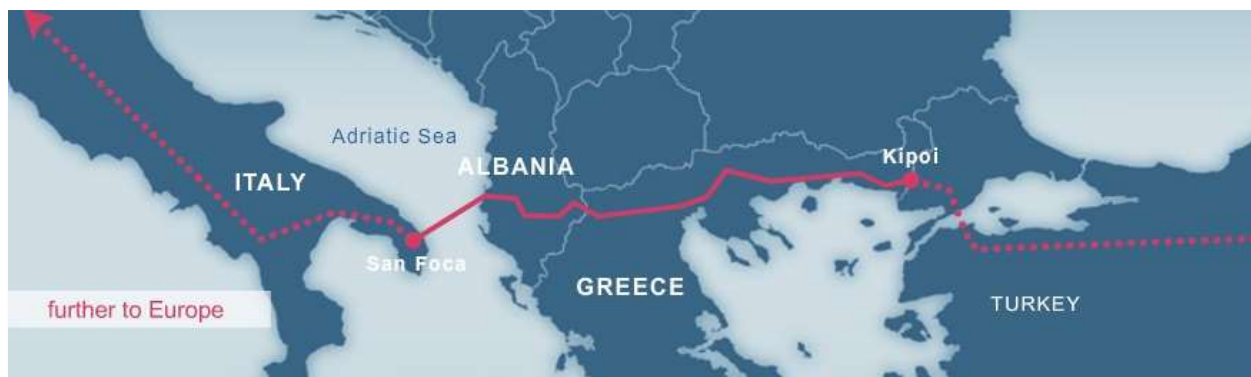 Adriatic Sea
ALBANIA
Kipoi
ITALY
San Foca
GREECE
further to Europe
TURKEY